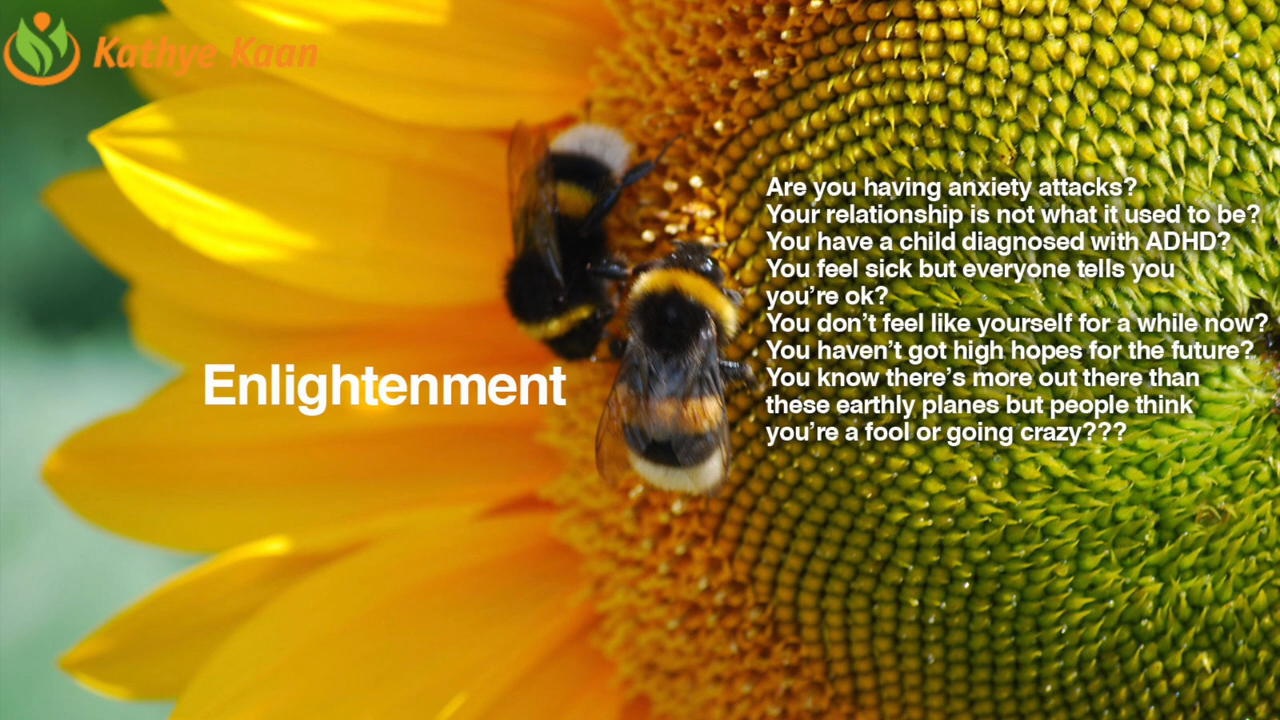 Kathye Kaan
Are you having anxiety attacks?
Your relationship is not what it used to be?
You have a child diagnosed with ADHD?
You feel sick but everyone tells you
you’re ok?
You don’t feel like yourself for a while now?
You haven’t got high hopes for the future?
You know there’s more out there than
these earthly planes but people think
you’re a fool or going crazy???
Enlightenment